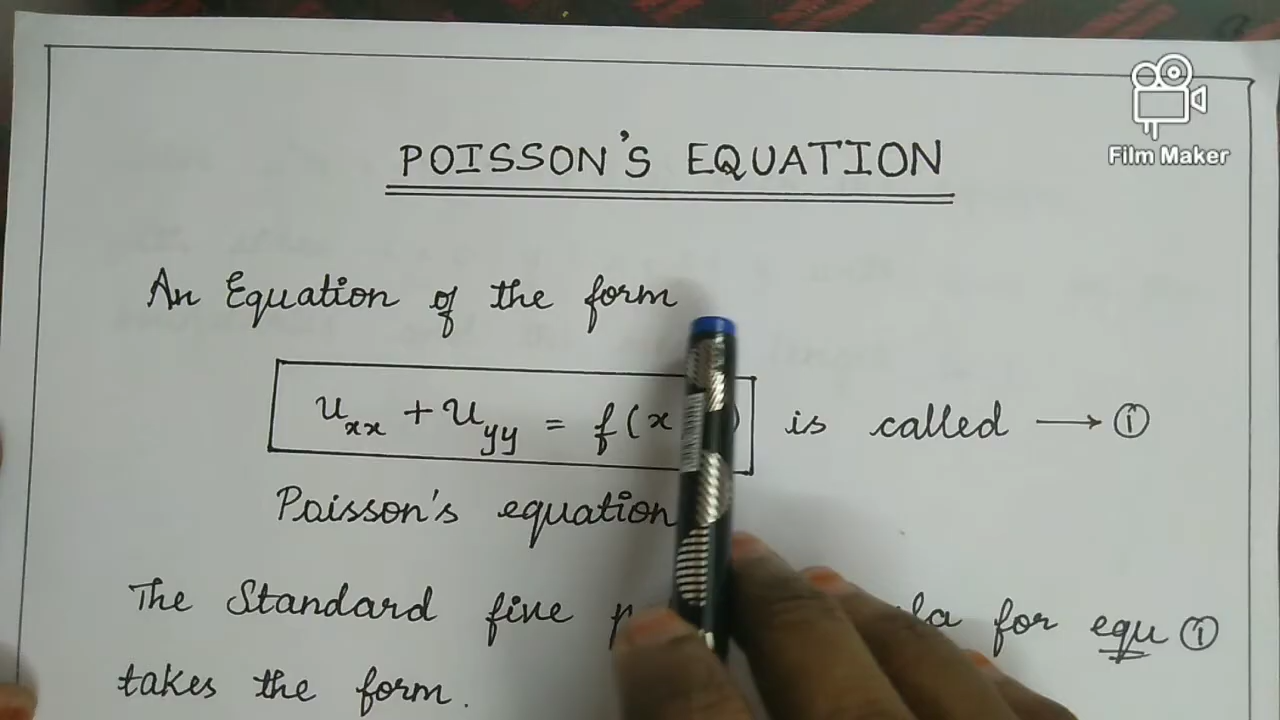 Film Maker
POISSON'S EQUATION
An Equation of the form
u_xx + u_yy = f(x ) is called → ①
Poisson's equation
The Standard five for equ ①
takes the form.